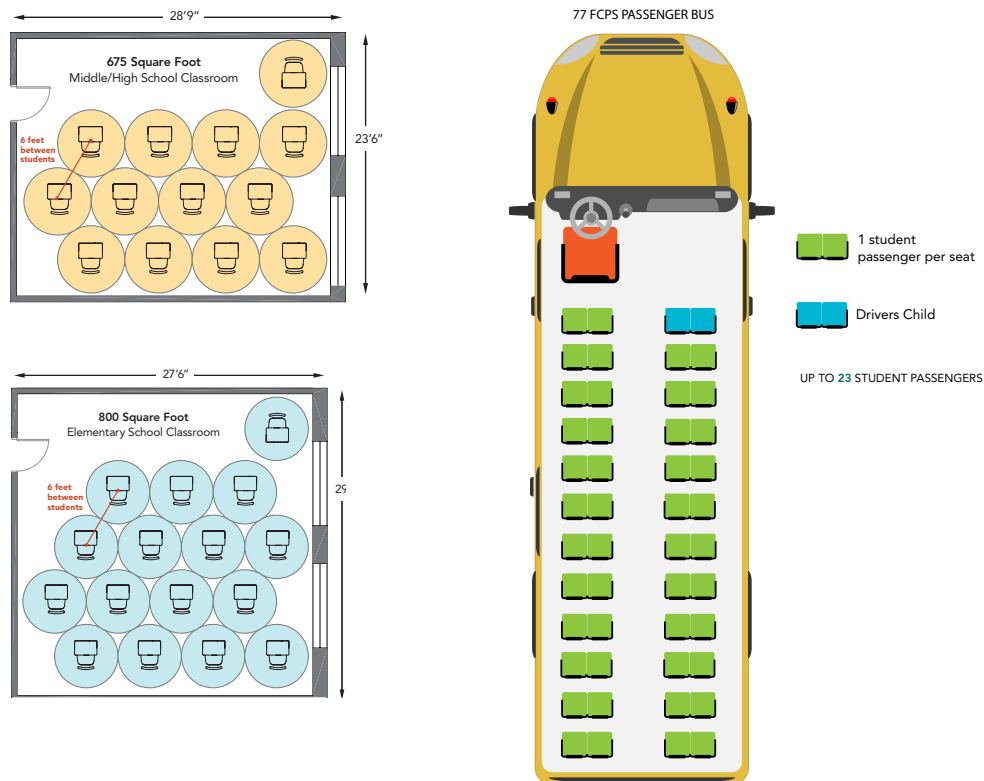 28'9"
675 Square Foot
Middle/High School Classroom
6 feet
between
students
23'6"
27'6"
800 Square Foot
Elementary School Classroom
6 feet
between
students
29
77 FCPS PASSENGER BUS
1 student
passenger per seat
Drivers Child
UP TO 23 STUDENT PASSENGERS